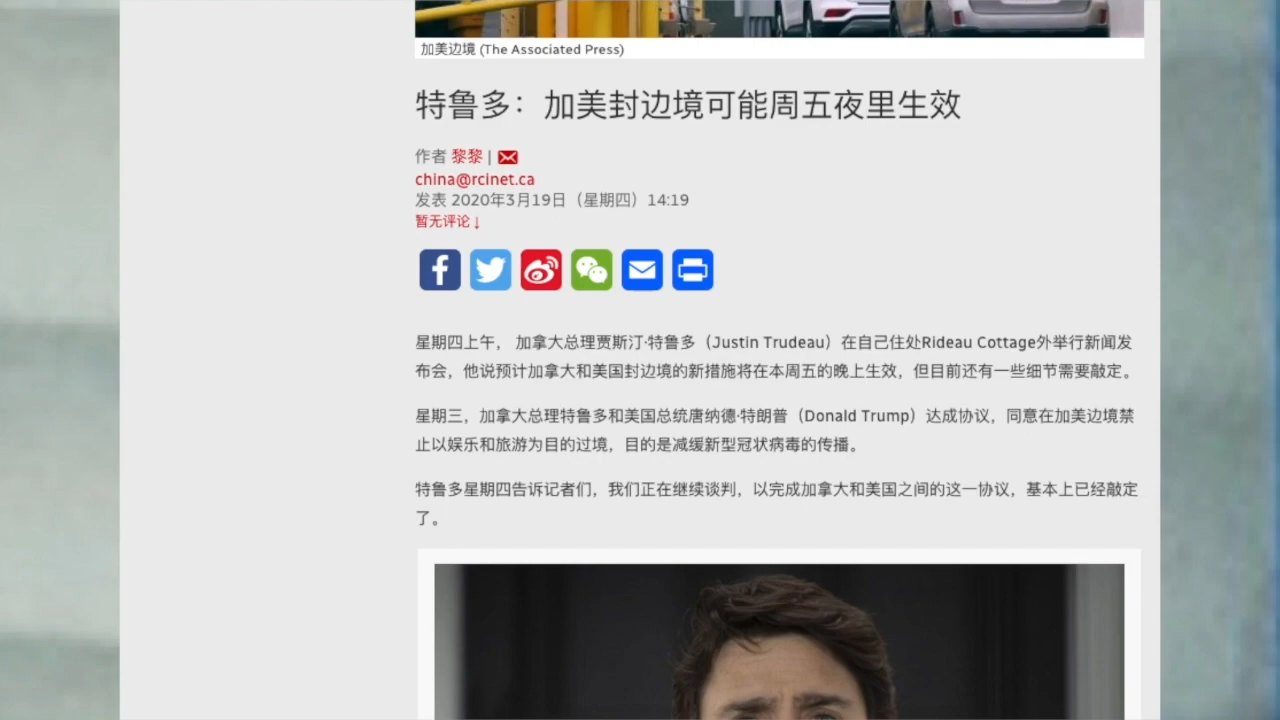 加美边境 (The Associated Press)
特鲁多：加美封边境可能周五夜里生效
作者 黎黎 |
china@rcinet.ca
发表 2020年3月19日（星期四）14:19
暂无评论 ↓
星期四上午， 加拿大总理贾斯汀·特鲁多（Justin Trudeau）在自己住处Rideau Cottage外举行新闻发
布会，他说预计加拿大和美国封边境的新措施将在本周五的晚上生效，但目前还有一些细节需要敲定。
星期三，加拿大总理特鲁多和美国总统唐纳德·特朗普（Donald Trump）达成协议，同意在加美边境禁
止以娱乐和旅游为目的过境，目的是减缓新型冠状病毒的传播。
特鲁多星期四告诉记者们，我们正在继续谈判，以完成加拿大和美国之间的这一协议，基本上已经敲定
了。